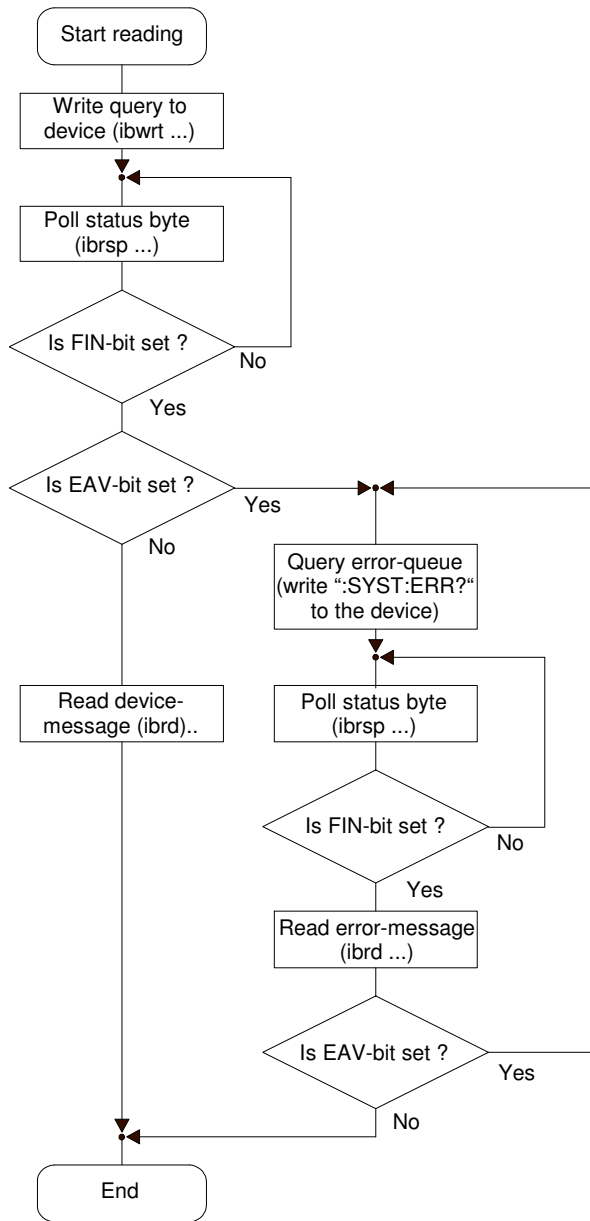 Start reading
Write query to
device (ibwrt ...)
Poll status byte
(ibrsp ...)
Is FIN-bit set ?
No
Yes
Is EAV-bit set ?
Yes
No
Query error-queue
(write “:SYST:ERR?“
to the device)
Read device-
message (ibrd)..
Poll status byte
(ibrsp ...)
Is FIN-bit set ?
No
Yes
Read error-message
(ibrd ...)
Is EAV-bit set ?
Yes
No
End